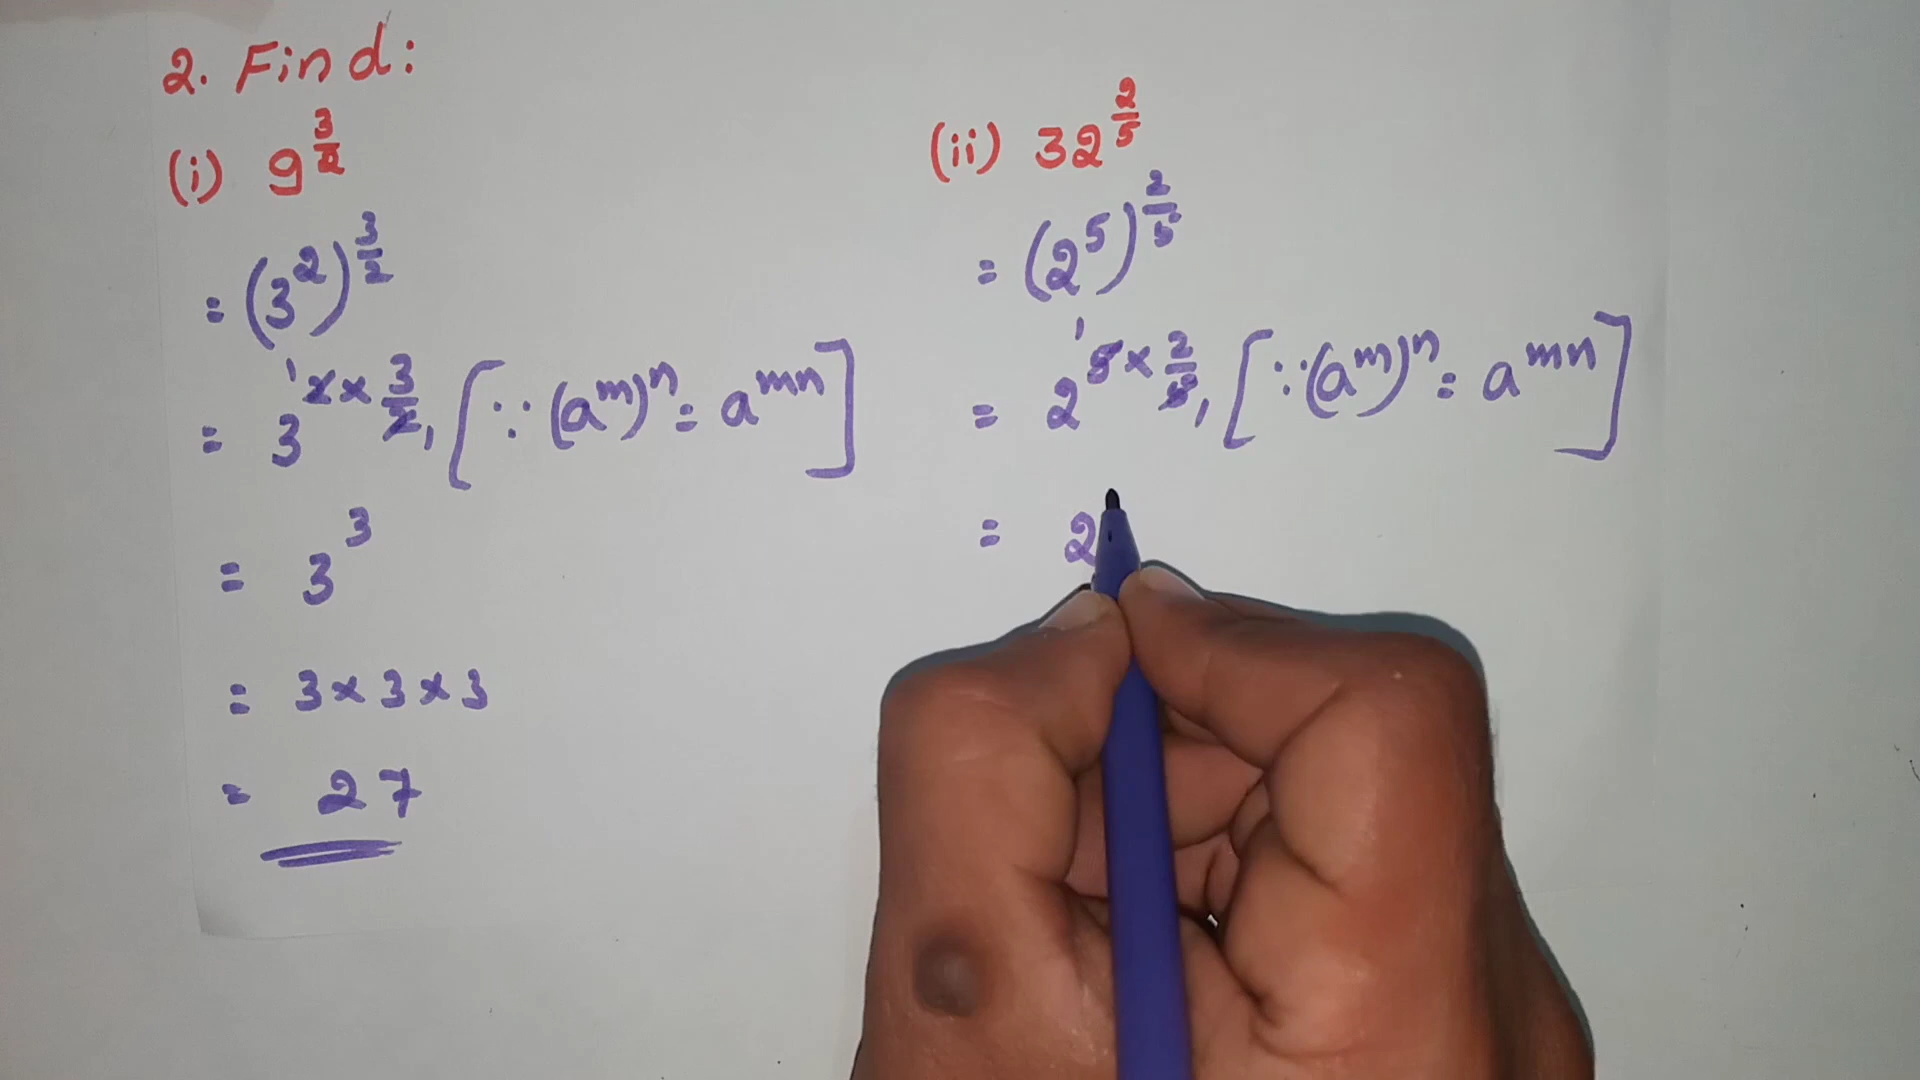 2. Find:
(i) 9^(3/2)
= (3^2)^(3/2)
= 3^(2 × 3/2), [∵ (a^m)^n = a^(mn)]
= 3^3
= 3 × 3 × 3
= 27
(ii) 32^(2/5)
= (2^5)^(2/5)
= 2^(5 × 2/5), [∵ (a^m)^n = a^(mn)]
= 2